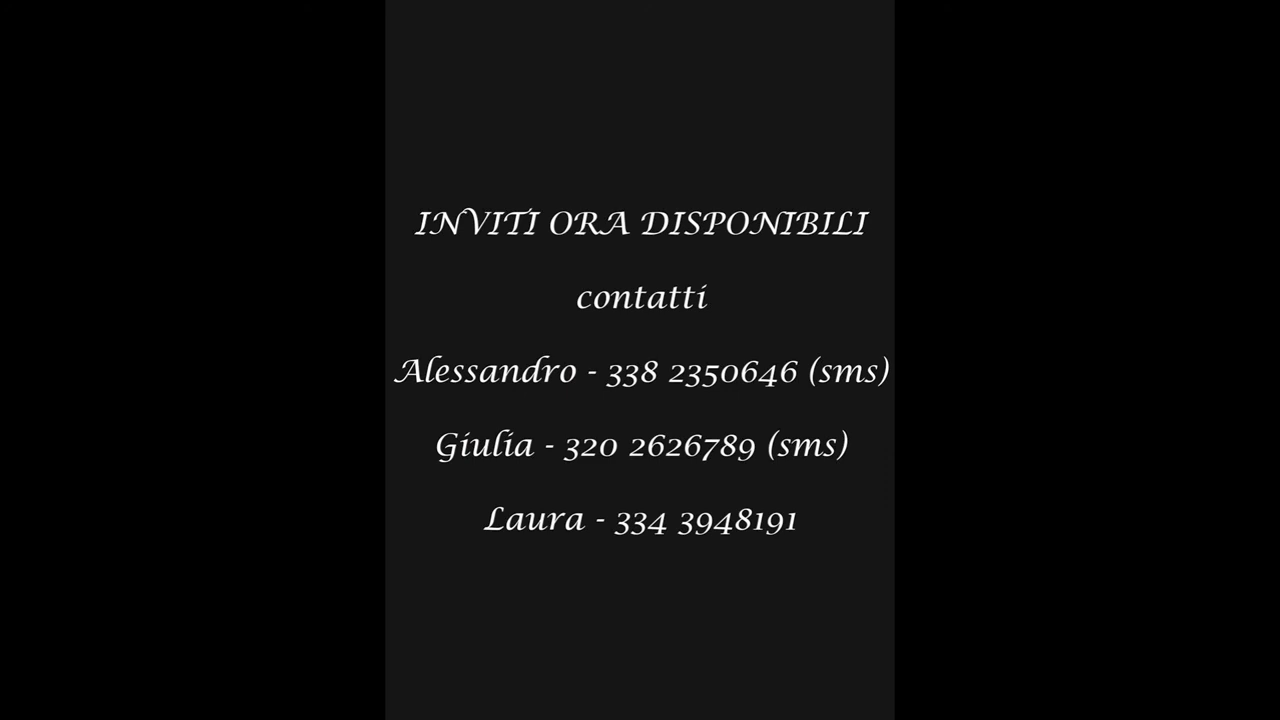 INVITI ORA DISPONIBILI
contatti
Alessandro - 338 2350646 (sms)
Giulia - 320 2626789 (sms)
Laura - 334 3948191